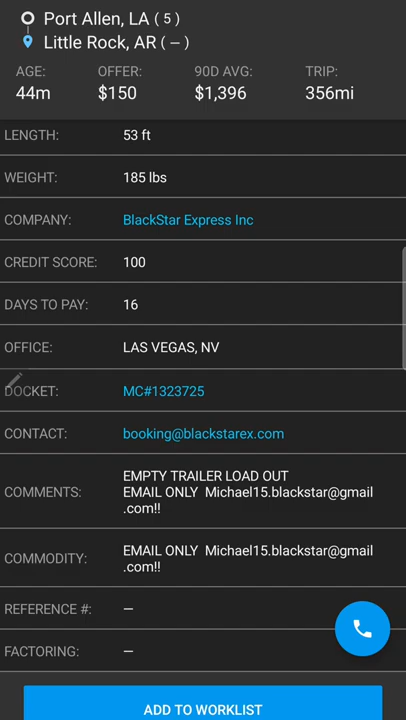 Port Allen, LA ( 5 )
Little Rock, AR ( — )
AGE: OFFER: 90D AVG: TRIP:
44m $150 $1,396 356mi
LENGTH: 53 ft
WEIGHT: 185 lbs
COMPANY: BlackStar Express Inc
CREDIT SCORE: 100
DAYS TO PAY: 16
OFFICE: LAS VEGAS, NV
DOCKET: MC#1323725
CONTACT: booking@blackstarex.com
COMMENTS: EMPTY TRAILER LOAD OUT
EMAIL ONLY  Michael15.blackstar@gmail
.com!!
COMMODITY: EMAIL ONLY  Michael15.blackstar@gmail
.com!!
REFERENCE #: —
FACTORING: —
ADD TO WORKLIST